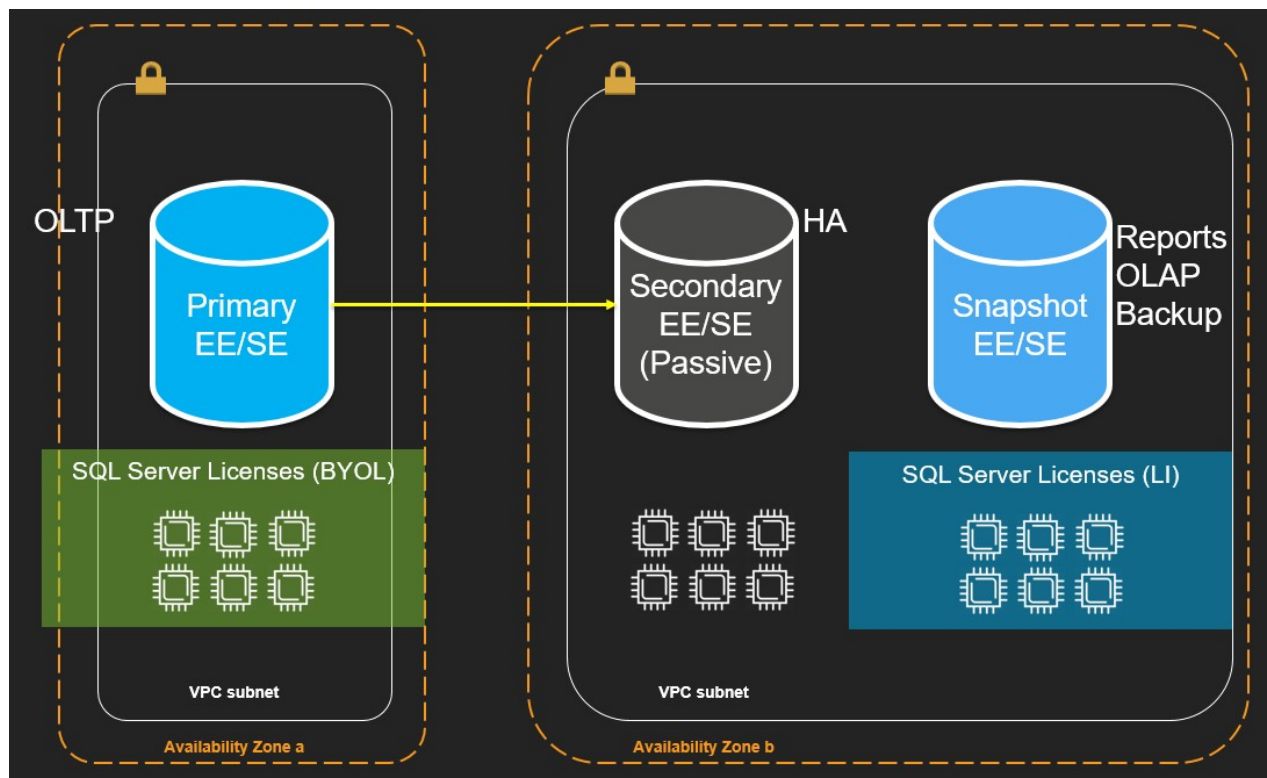 OLTP
Primary
EE/SE
SQL Server Licenses (BYOL)
VPC subnet
Availability Zone a
Secondary
EE/SE
(Passive)
HA
Snapshot
EE/SE
Reports
OLAP
Backup
SQL Server Licenses (LI)
VPC subnet
Availability Zone b